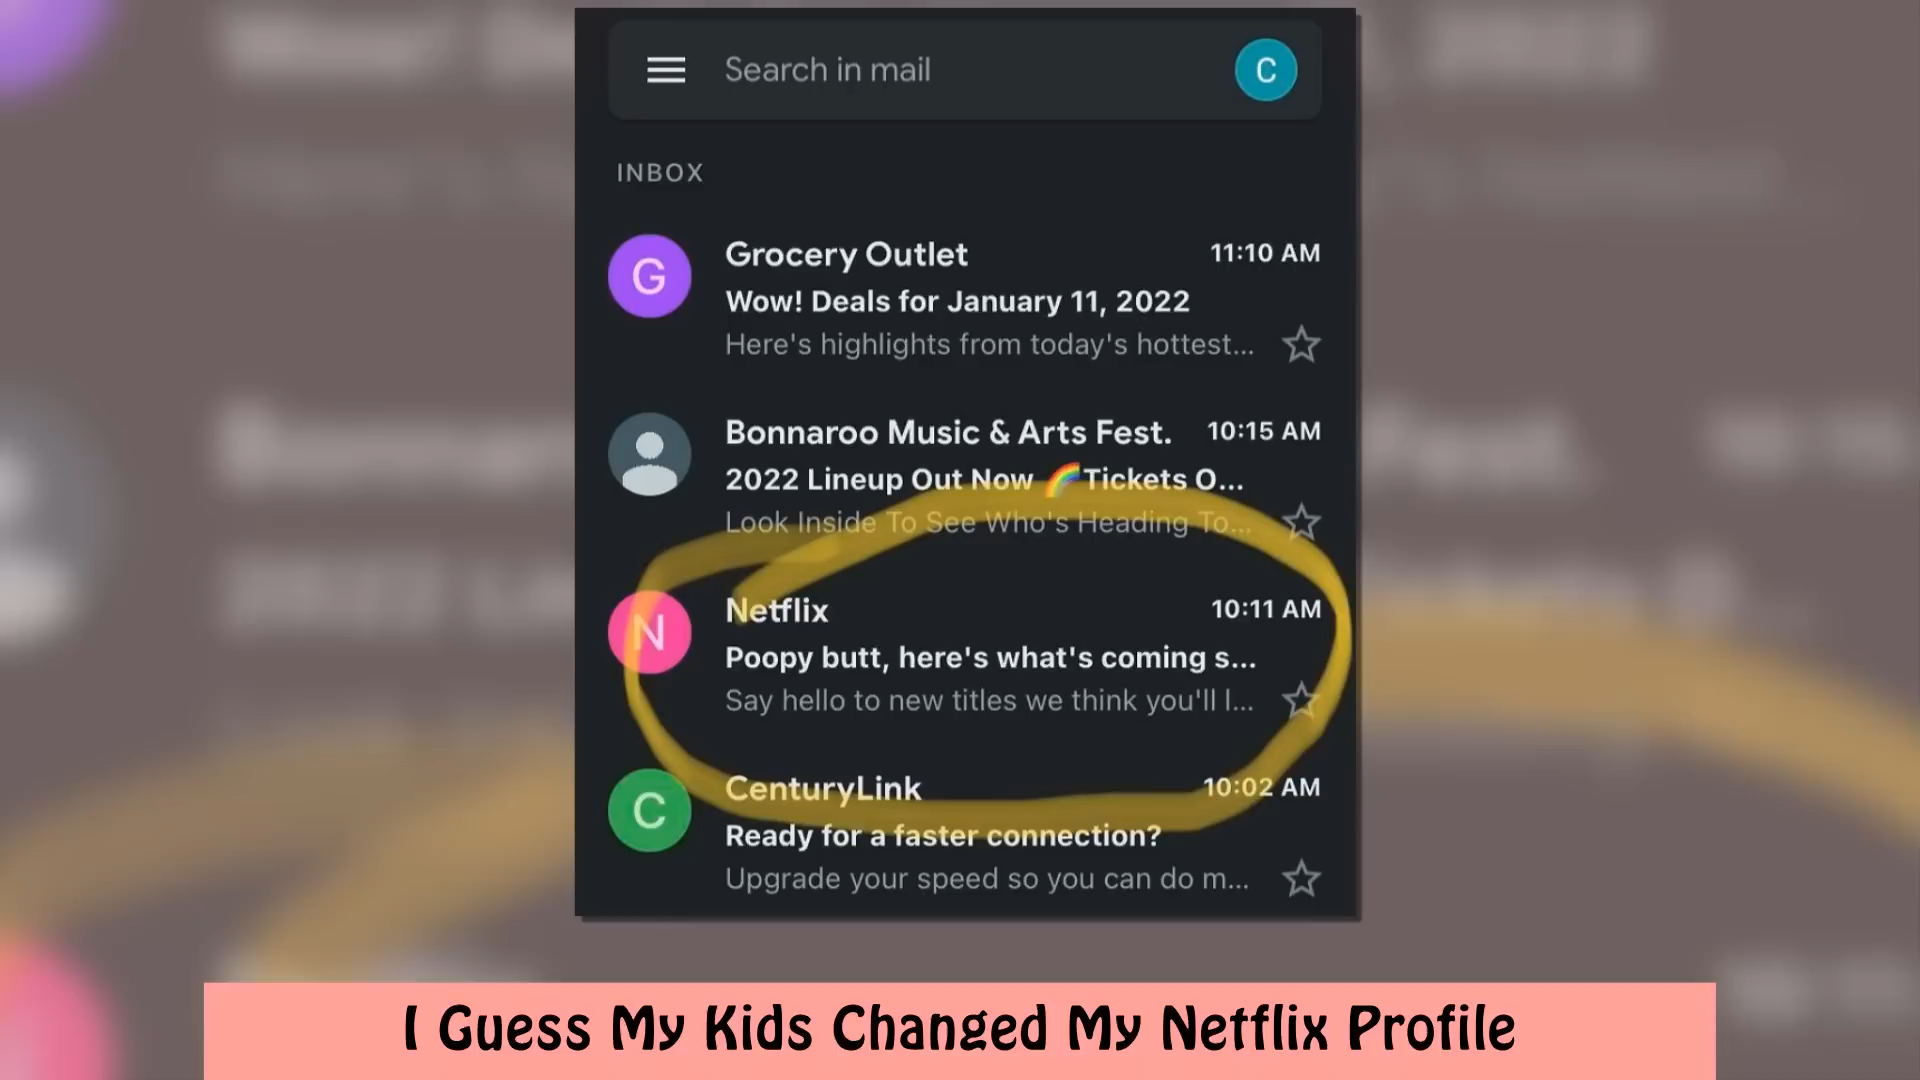 Search in mail
C
INBOX
G
Grocery Outlet
11:10 AM
Wow! Deals for January 11, 2022
Here's highlights from today's hottest...
Bonnaroo Music & Arts Fest.
10:15 AM
2022 Lineup Out Now 🌈Tickets O...
Look Inside To See Who's Heading To...
N
Netflix
10:11 AM
Poopy butt, here's what's coming s...
Say hello to new titles we think you'll l...
C
CenturyLink
10:02 AM
Ready for a faster connection?
Upgrade your speed so you can do m...
I Guess My Kids Changed My Netflix Profile